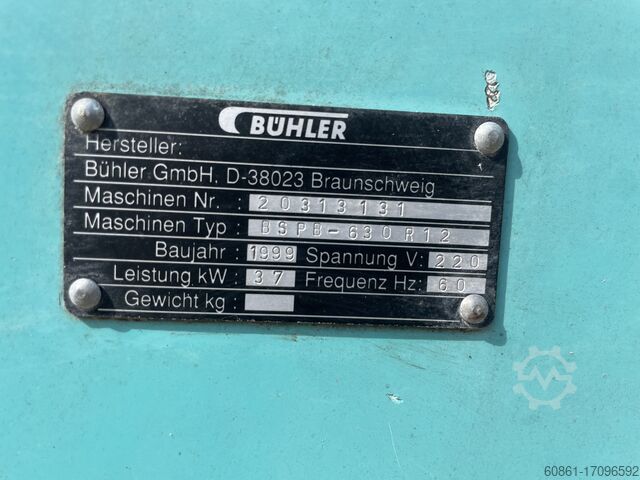 BÜHLER
Hersteller:
Bühler GmbH, D-38023 Braunschweig
Maschinen Nr. : 20313131
Maschinen Typ : BSPB-630R12
Baujahr : 1999 Spannung V: 220
Leistung kW : 37 Frequenz Hz: 60
Gewicht kg :
60861-17096592